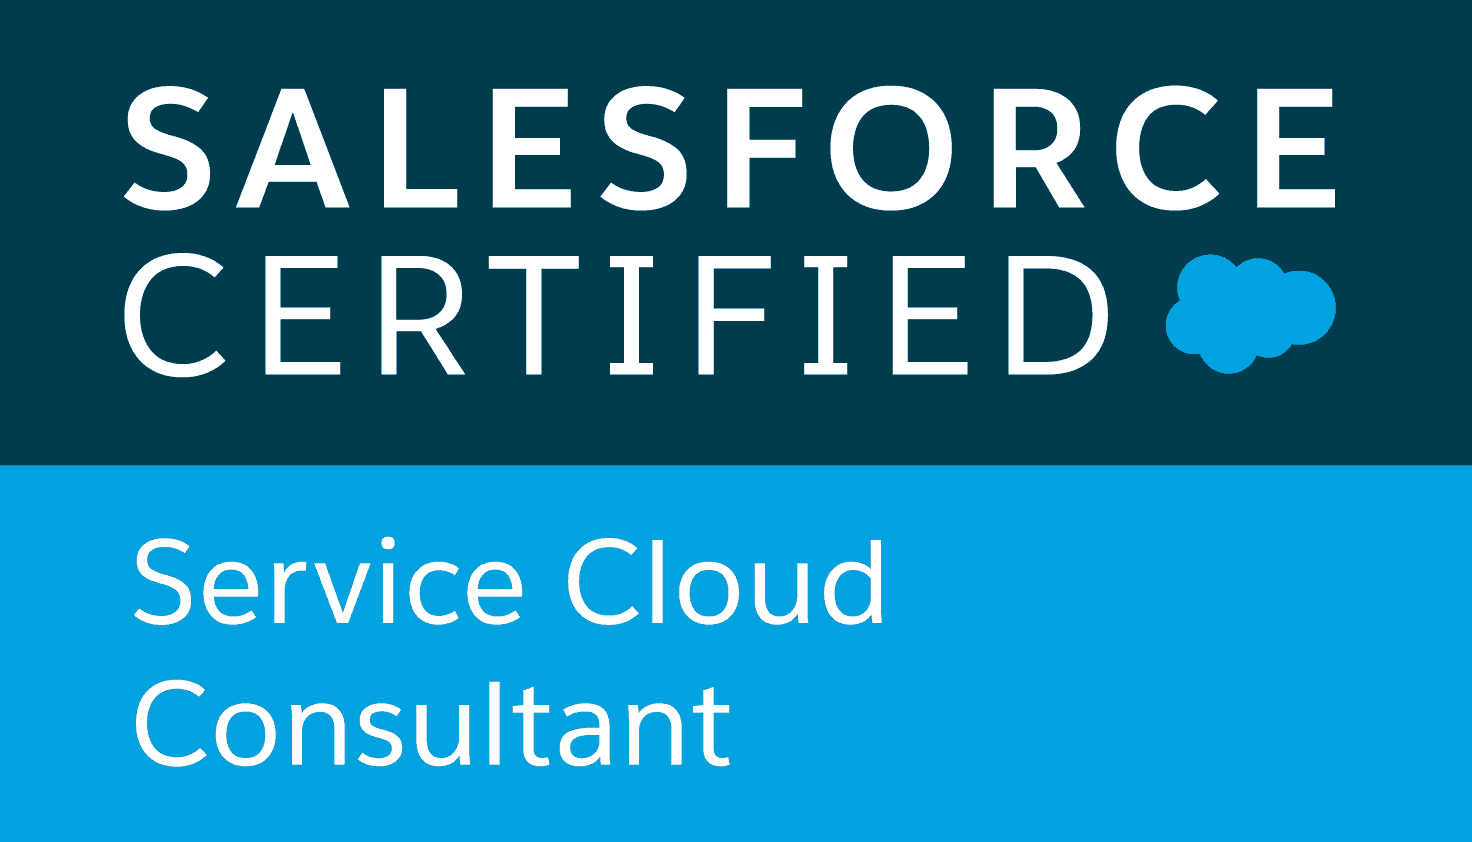 SALESFORCE
CERTIFIED
Service Cloud
Consultant